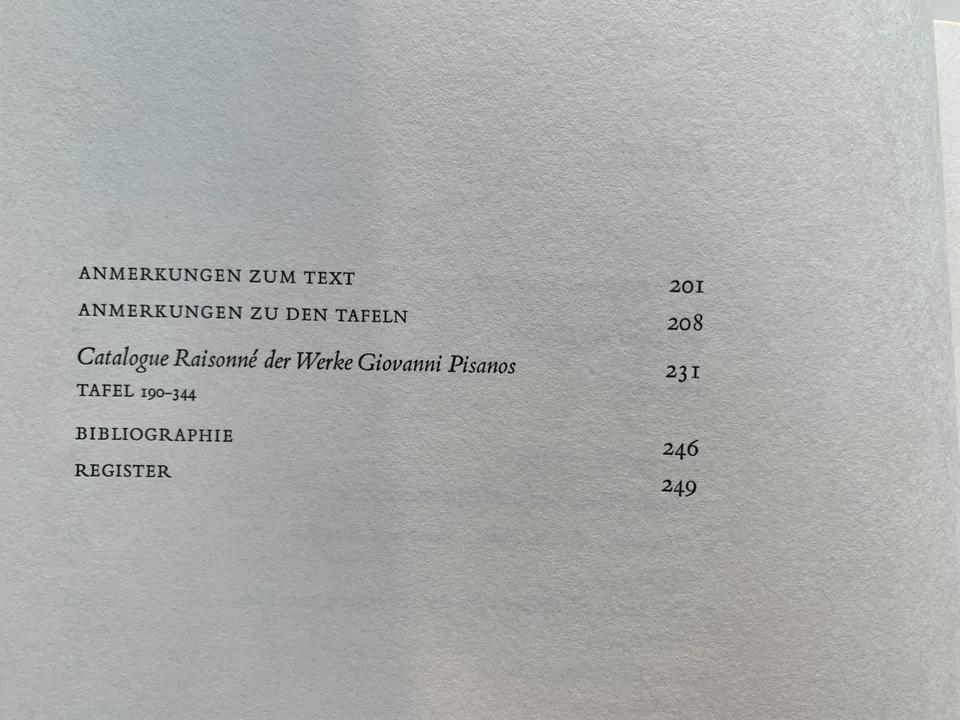 ANMERKUNGEN ZUM TEXT 201
ANMERKUNGEN ZU DEN TAFELN 208
Catalogue Raisonné der Werke Giovanni Pisanos 231
TAFEL 190–344
BIBLIOGRAPHIE 246
REGISTER 249